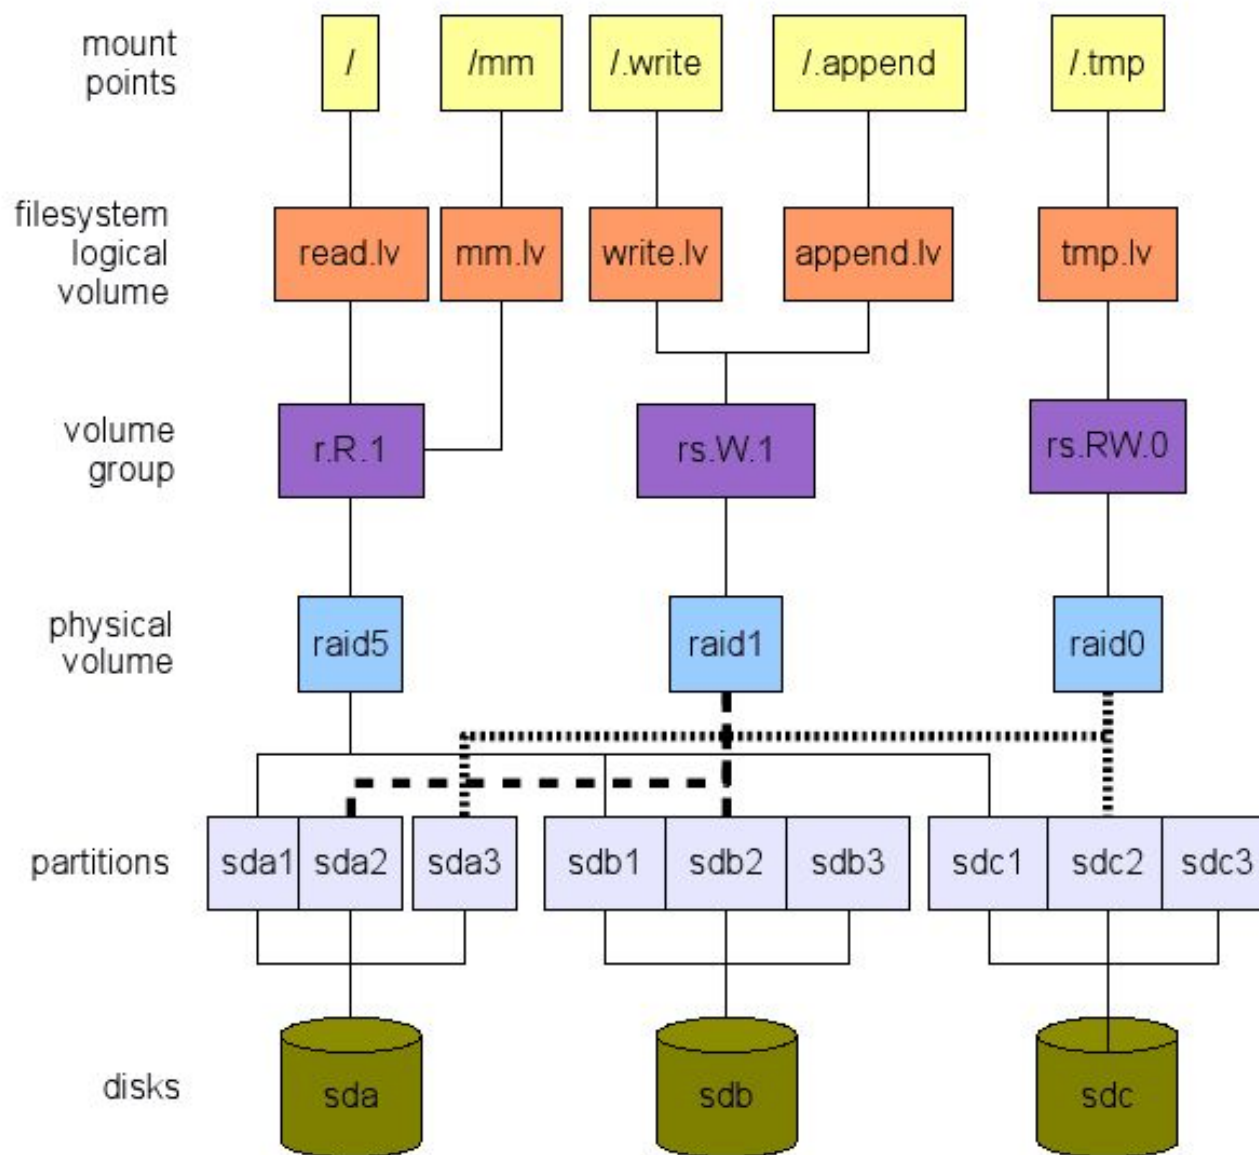 mount
points
/
/mm
/.write
/.append
/.tmp
filesystem
logical
volume
read.lv
mm.lv
write.lv
append.lv
tmp.lv
volume
group
r.R.1
rs.W.1
rs.RW.0
physical
volume
raid5
raid1
raid0
partitions
sda1
sda2
sda3
sdb1
sdb2
sdb3
sdc1
sdc2
sdc3
disks
sda
sdb
sdc